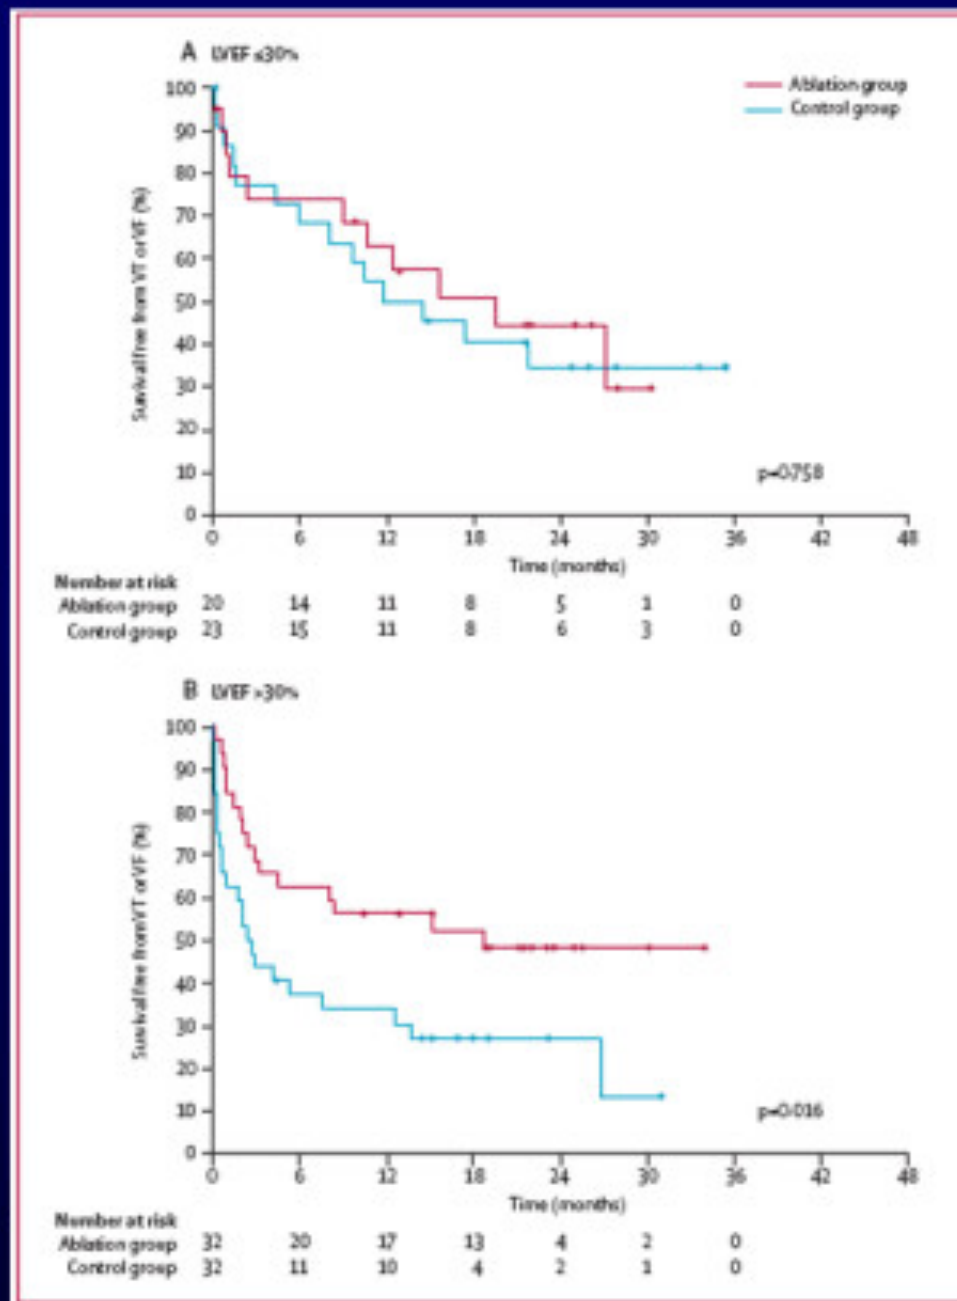 A LVEF ≤30%
Ablation group
Control group
100
90
80
70
60
50
40
30
20
10
0
Survival free from VT or VF (%)
p=0·758
0 6 12 18 24 30 36 42 48
Time (months)
Number at risk
Ablation group 20 14 11 8 5 1 0
Control group 23 15 11 8 6 3 0
B LVEF >30%
100
90
80
70
60
50
40
30
20
10
0
Survival free from VT or VF (%)
p=0·016
0 6 12 18 24 30 36 42 48
Time (months)
Number at risk
Ablation group 32 20 17 13 4 2 0
Control group 32 11 10 4 2 1 0